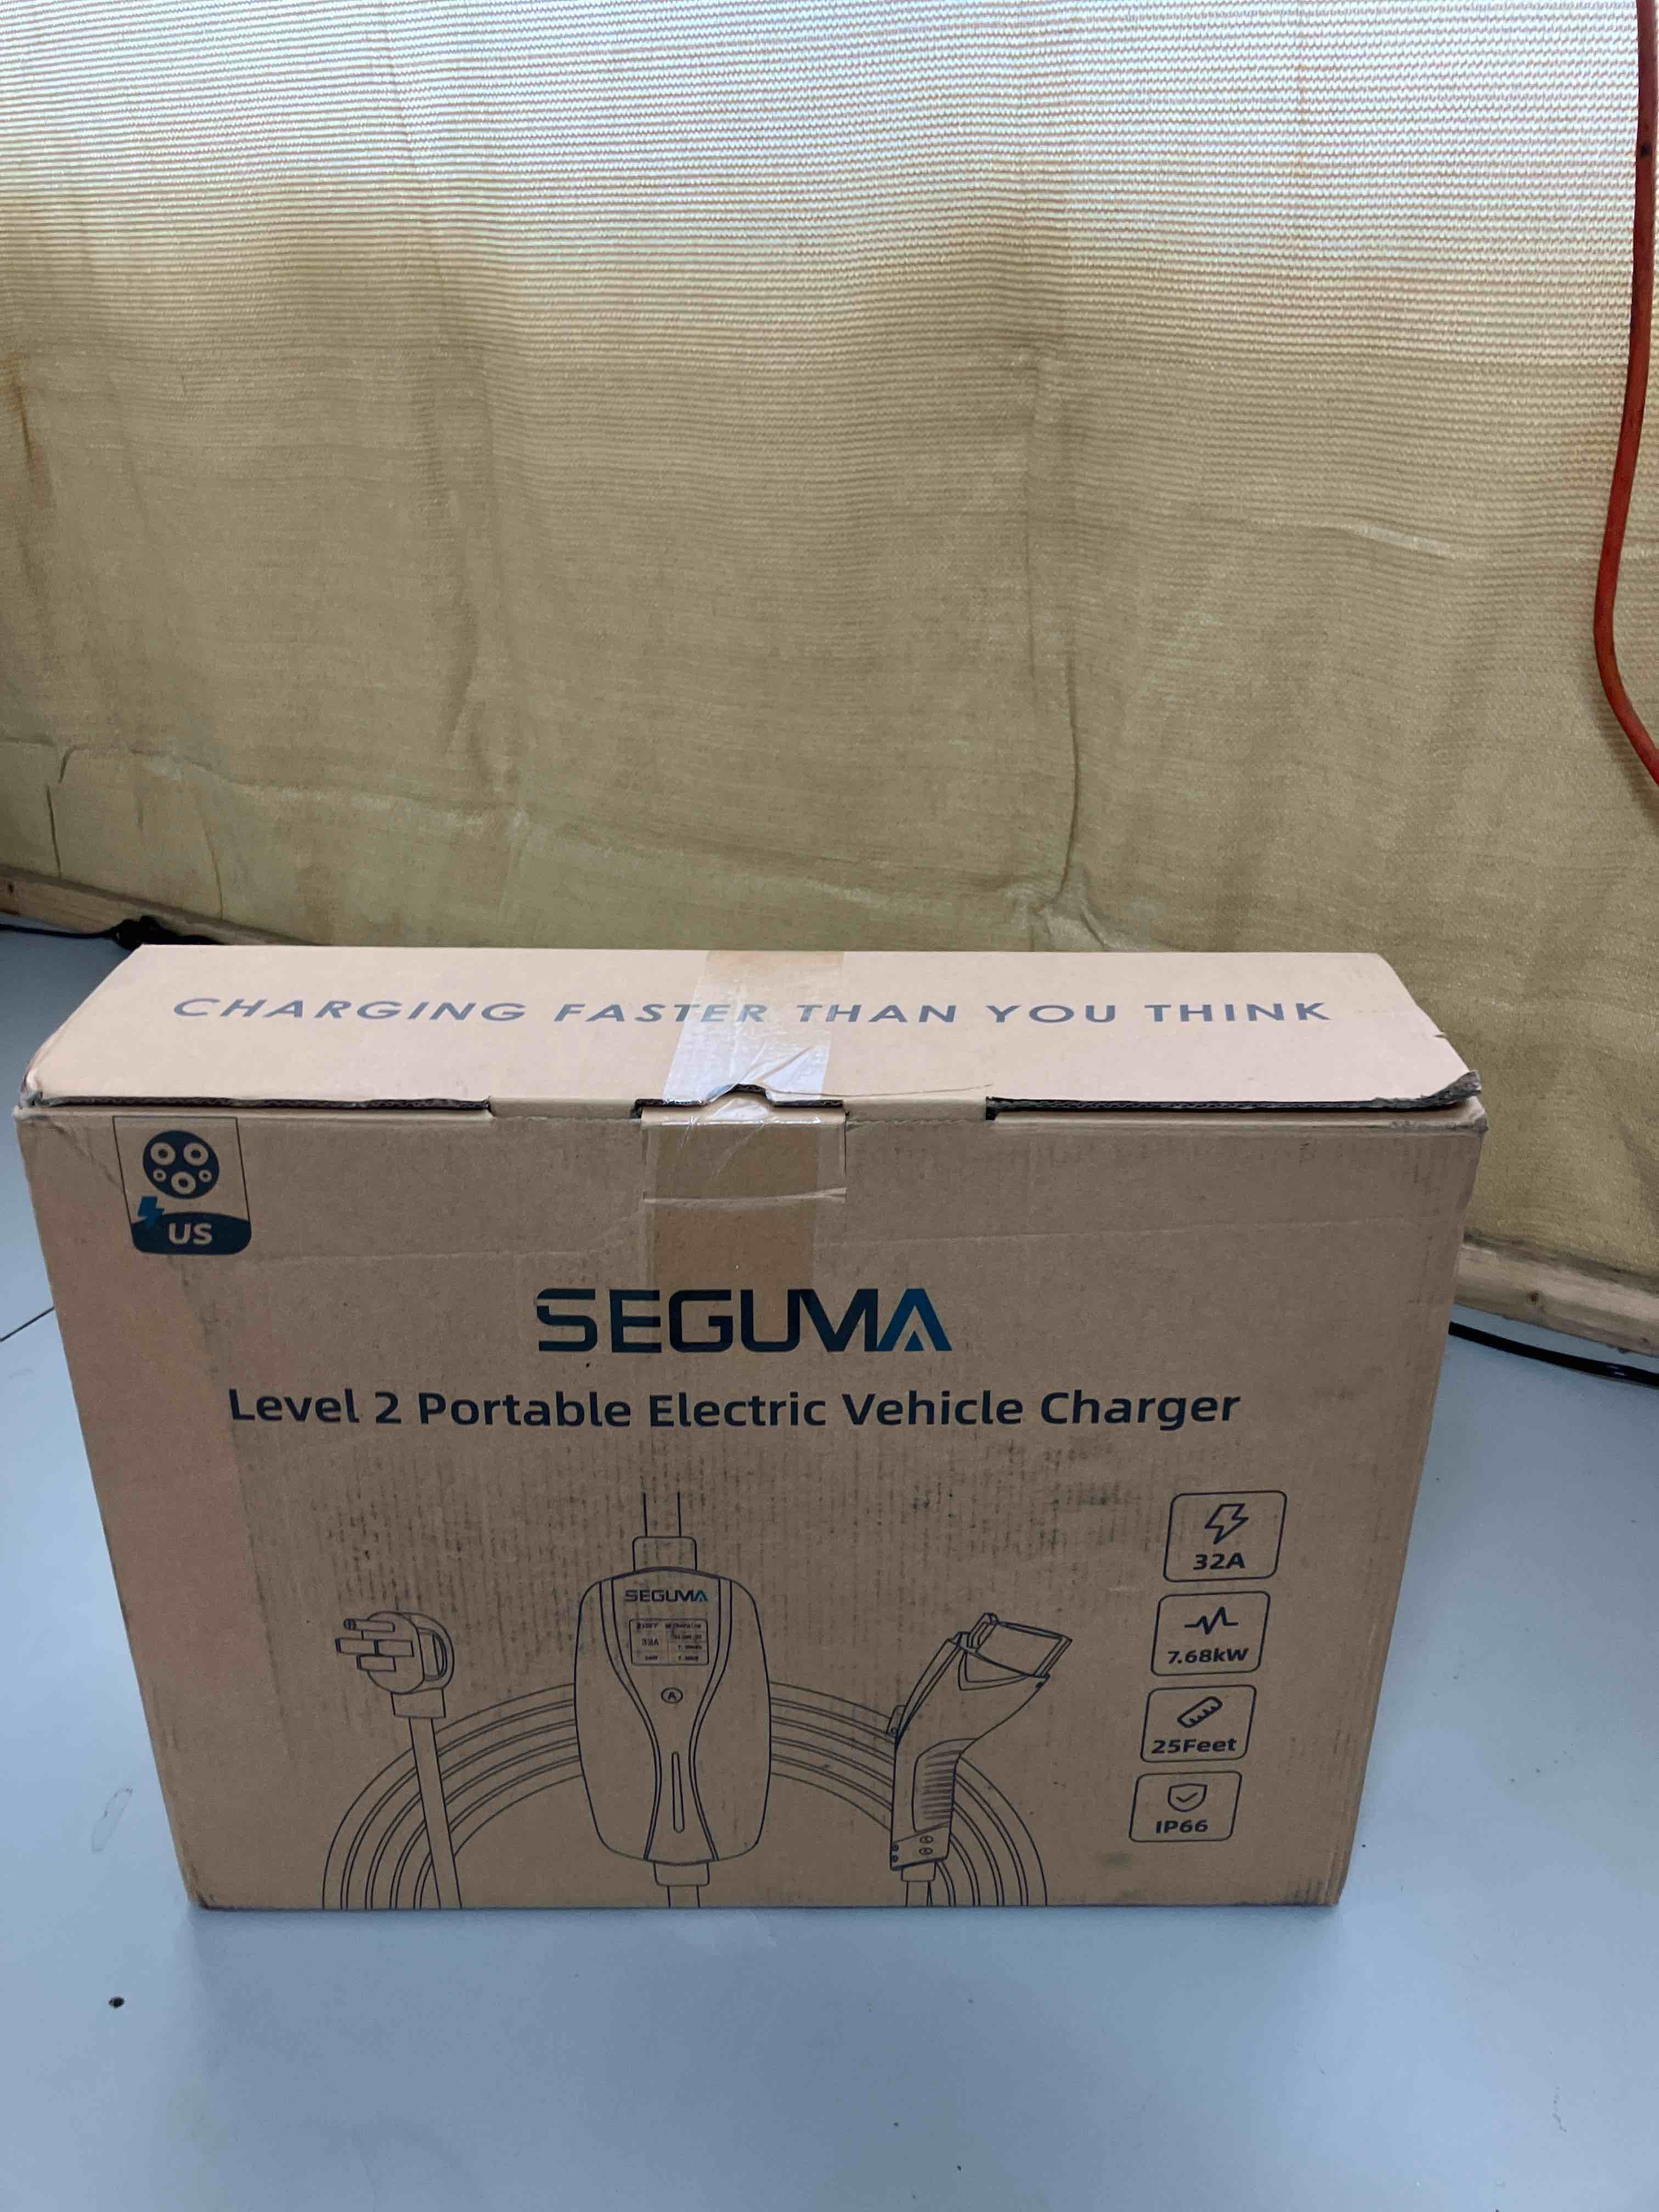 CHARGING FASTER THAN YOU THINK
US
SEGUMA
Level 2 Portable Electric Vehicle Charger
32A
SEGUMA
32A
7.68kW
25Feet
IP66